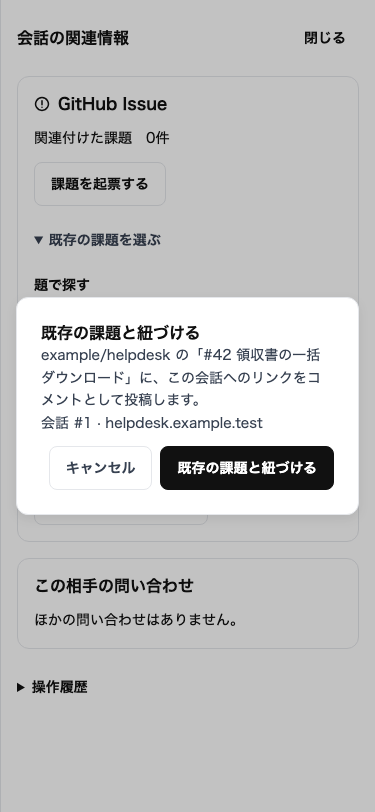 会話の関連情報
閉じる
GitHub Issue
関連付けた課題 0件
課題を起票する
▼ 既存の課題を選ぶ
題で探す
既存の課題と紐づける
example/helpdesk の「#42 領収書の一括
ダウンロード」に、この会話へのリンクをコ
メントとして投稿します。
会話 #1 · helpdesk.example.test
キャンセル
既存の課題と紐づける
この相手の問い合わせ
ほかの問い合わせはありません。
▶ 操作履歴